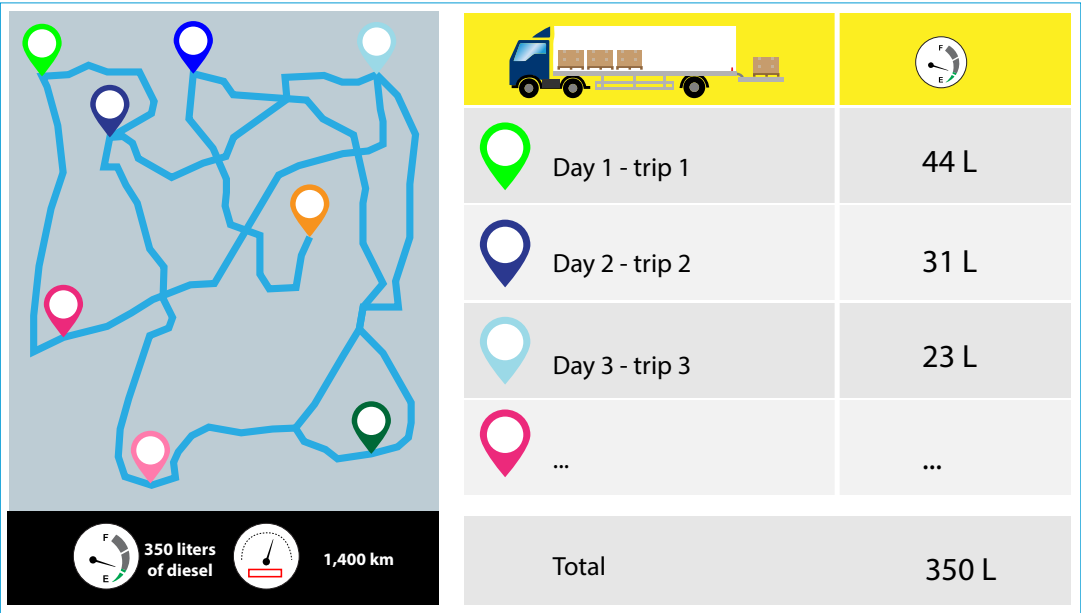 F
E
Day 1 - trip 1
44 L
Day 2 - trip 2
31 L
Day 3 - trip 3
23 L
...
...
F
E
350 liters
of diesel
1,400 km
Total
350 L